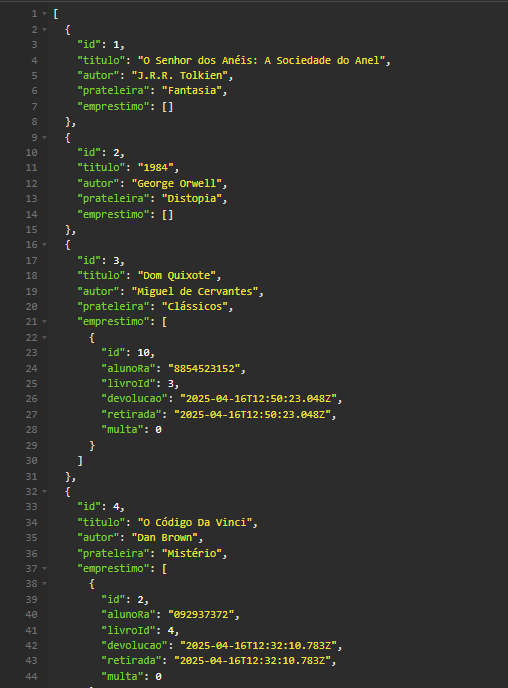 1 [
2 {
3 "id": 1,
4 "titulo": "O Senhor dos Anéis: A Sociedade do Anel",
5 "autor": "J.R.R. Tolkien",
6 "prateleira": "Fantasia",
7 "emprestimo": []
8 },
9 {
10 "id": 2,
11 "titulo": "1984",
12 "autor": "George Orwell",
13 "prateleira": "Distopia",
14 "emprestimo": []
15 },
16 {
17 "id": 3,
18 "titulo": "Dom Quixote",
19 "autor": "Miguel de Cervantes",
20 "prateleira": "Clássicos",
21 "emprestimo": [
22 {
23 "id": 10,
24 "alunoRa": "8854523152",
25 "livroId": 3,
26 "devolucao": "2025-04-16T12:50:23.048Z",
27 "retirada": "2025-04-16T12:50:23.048Z",
28 "multa": 0
29 }
30 ]
31 },
32 {
33 "id": 4,
34 "titulo": "O Código Da Vinci",
35 "autor": "Dan Brown",
36 "prateleira": "Mistério",
37 "emprestimo": [
38 {
39 "id": 2,
40 "alunoRa": "092937372",
41 "livroId": 4,
42 "devolucao": "2025-04-16T12:32:10.783Z",
43 "retirada": "2025-04-16T12:32:10.783Z",
44 "multa": 0